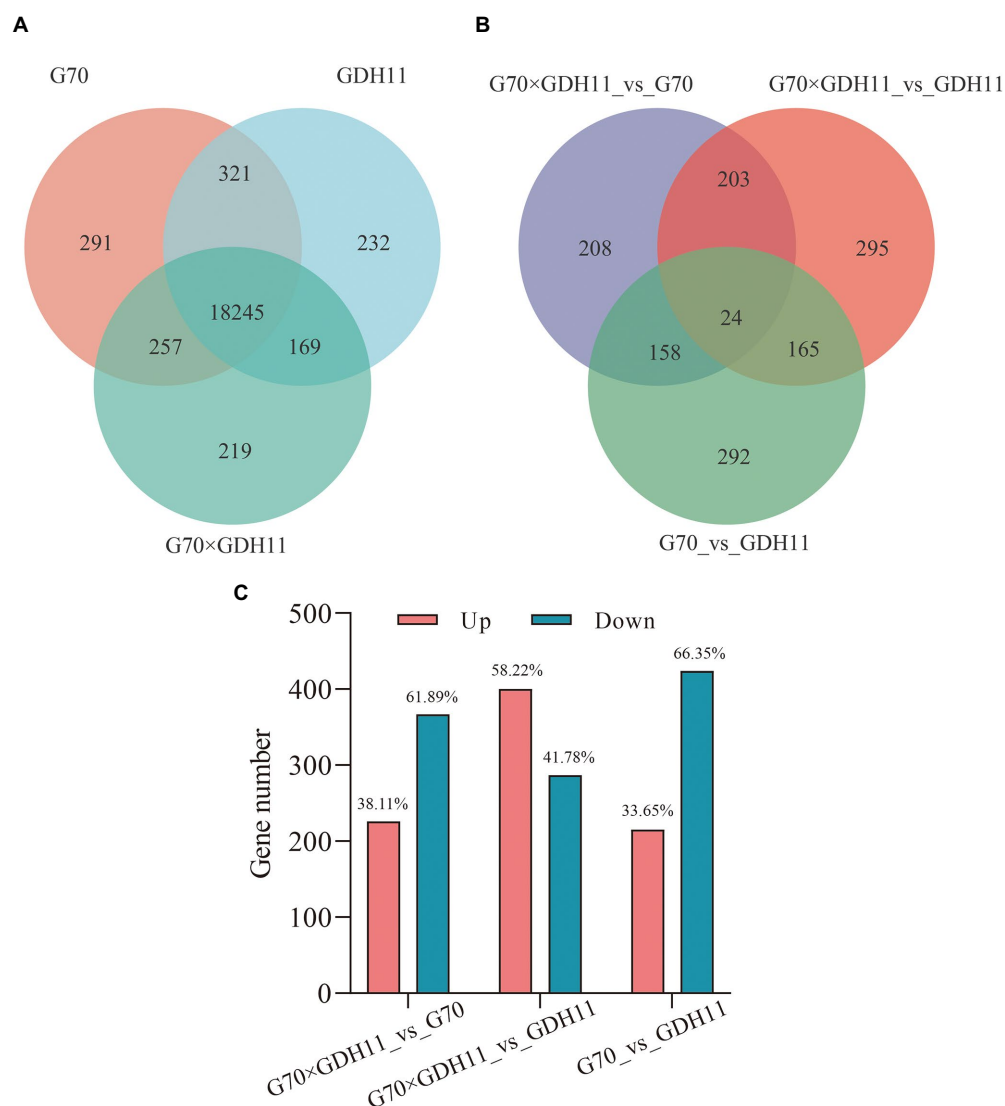 A
B
G70
GDH11
G70×GDH11_vs_G70
G70×GDH11_vs_GDH11
321
291
232
18245
257
169
219
G70×GDH11
203
208
295
24
158
165
292
G70_vs_GDH11
C
Up
Down
Gene number
500
400
300
200
100
0
38.11%
61.89%
58.22%
41.78%
33.65%
66.35%
G70×GDH11_vs_G70
G70×GDH11_vs_GDH11
G70_vs_GDH11